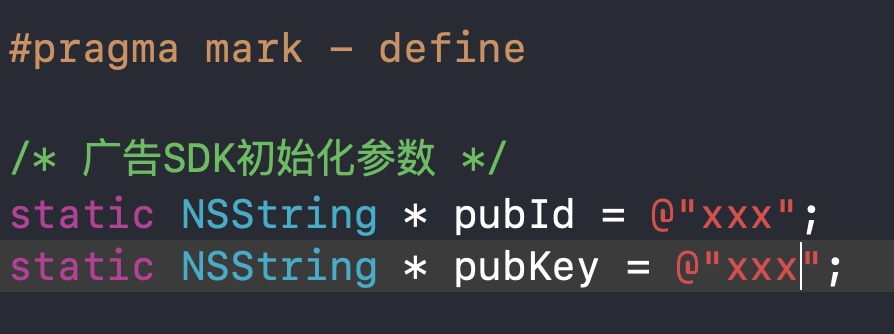 #pragma mark - define
/* 广告SDK初始化参数 */
static NSString * pubId = @"xxx";
static NSString * pubKey = @"xxx";